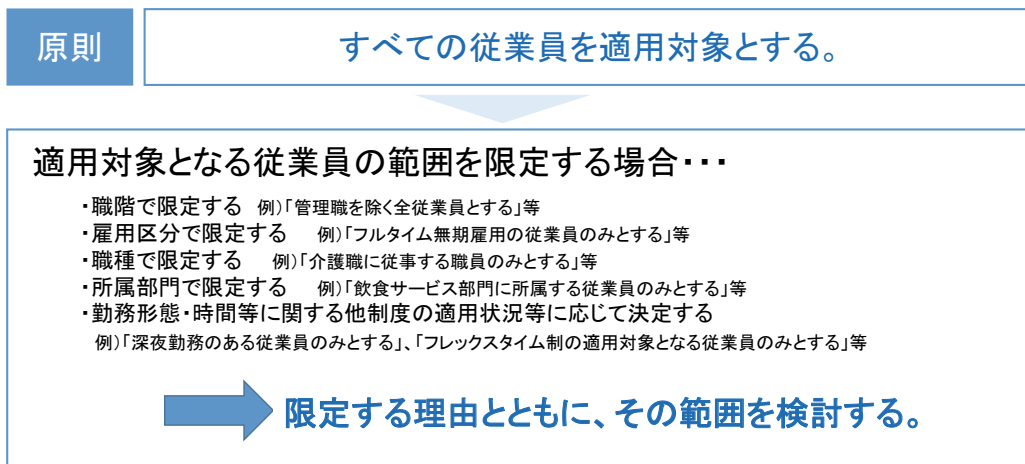 原則
すべての従業員を適用対象とする。
適用対象となる従業員の範囲を限定する場合・・・
・職階で限定する 例)「管理職を除く全従業員とする」等
・雇用区分で限定する 例)「フルタイム無期雇用の従業員のみとする」等
・職種で限定する 例)「介護職に従事する職員のみとする」等
・所属部門で限定する 例)「飲食サービス部門に所属する従業員のみとする」等
・勤務形態・時間等に関する他制度の適用状況等に応じて決定する
例)「深夜勤務のある従業員のみとする」、「フレックスタイム制の適用対象となる従業員のみとする」等
限定する理由とともに、その範囲を検討する。